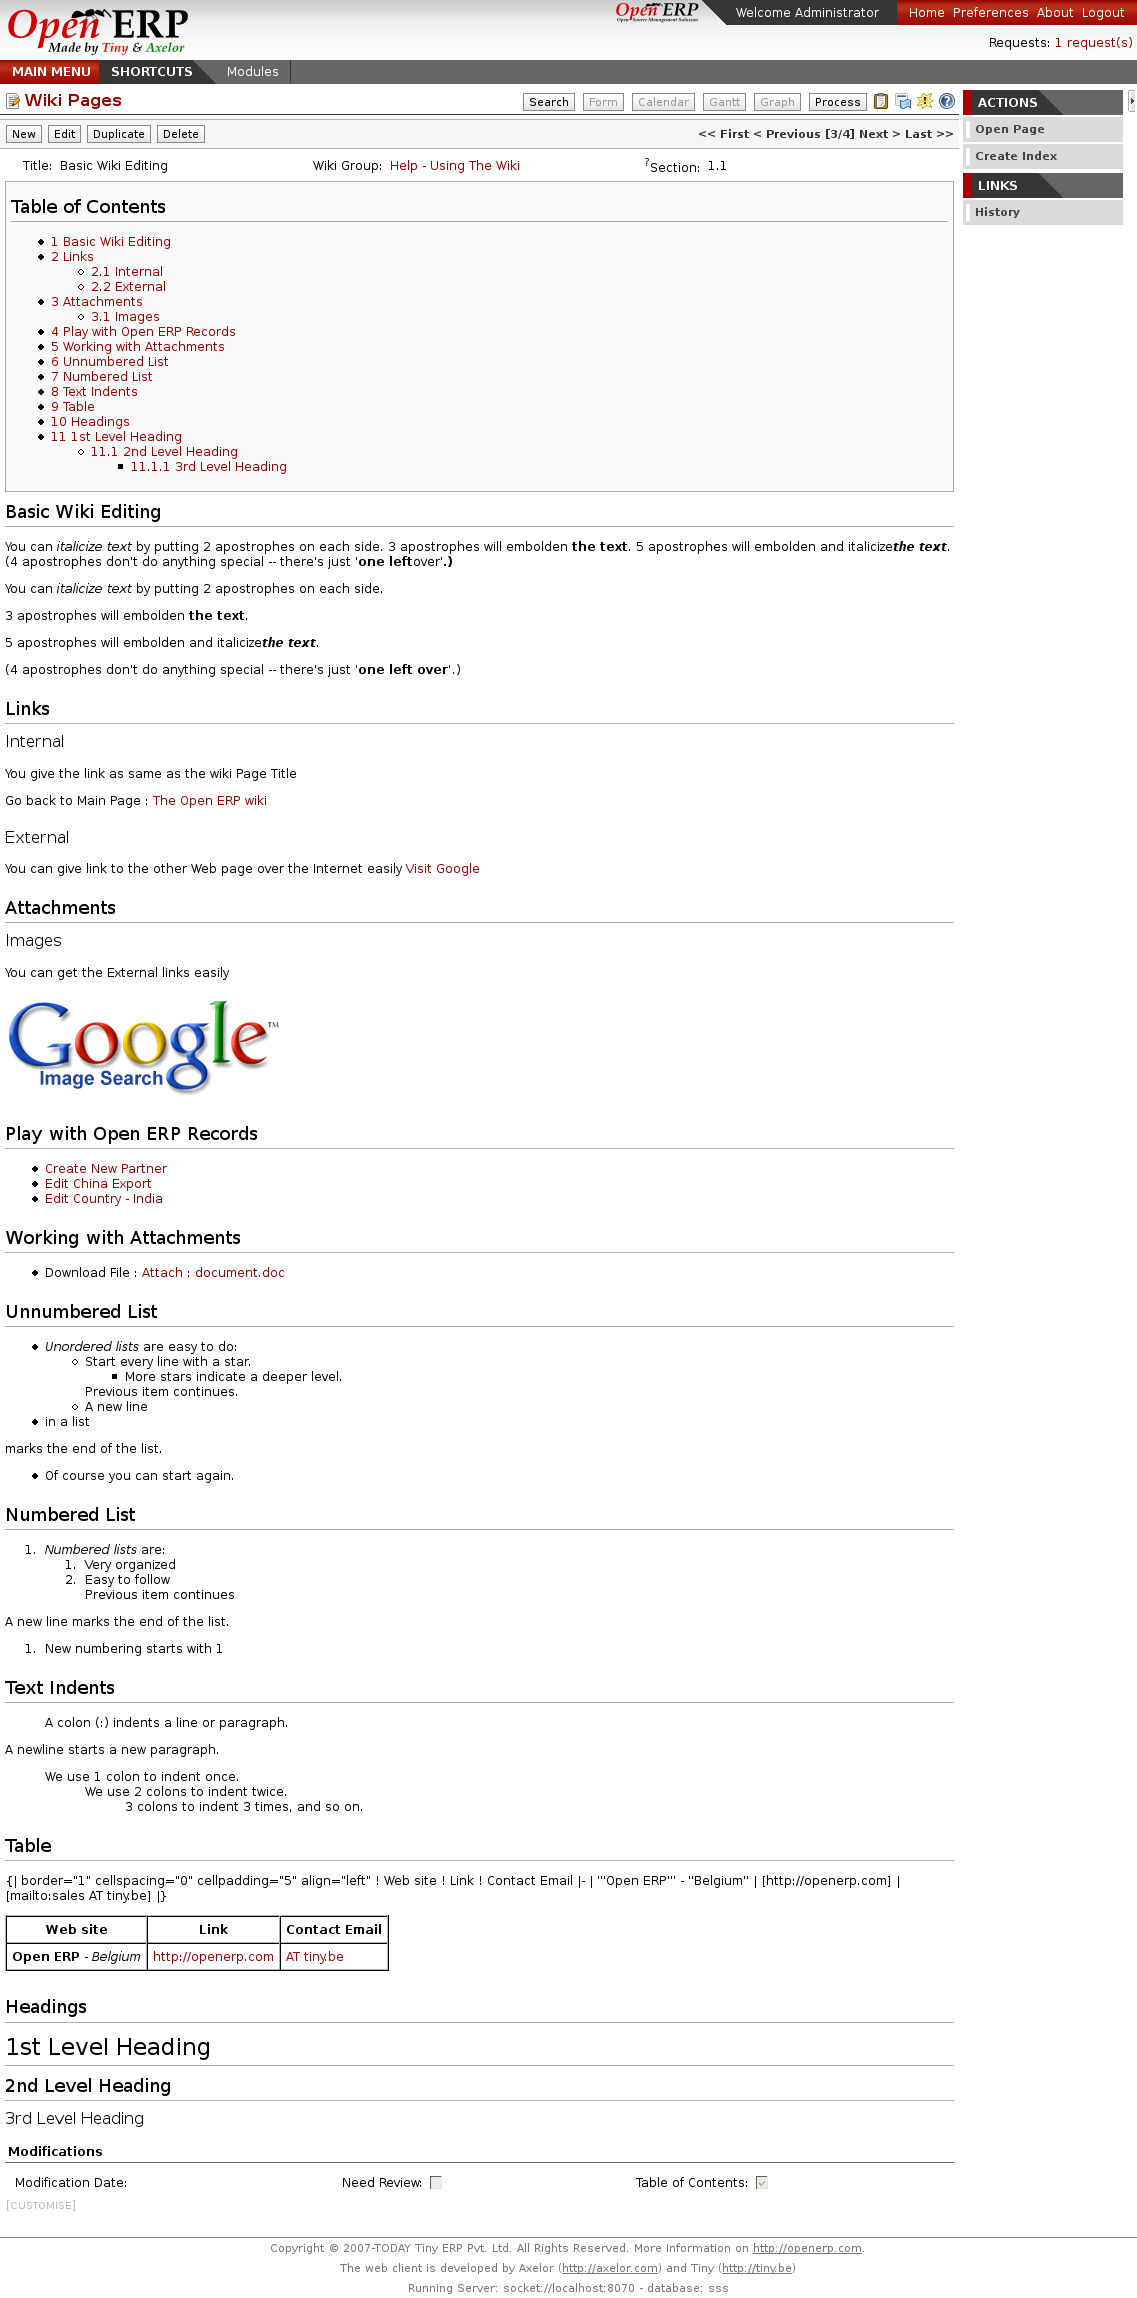 Open ERP
Made by Tiny & Axelor
Open ERP
Open Source Management Solution
Welcome Administrator
Home Preferences About Logout
Requests: 1 request(s)
MAIN MENU SHORTCUTS Modules
Wiki Pages
Search Form Calendar Gantt Graph Process
New Edit Duplicate Delete
<< First < Previous [3/4] Next > Last >>
ACTIONS
Open Page
Create Index
LINKS
History
Title: Basic Wiki Editing Wiki Group: Help - Using The Wiki ?Section: 1.1
Table of Contents
1 Basic Wiki Editing
2 Links
2.1 Internal
2.2 External
3 Attachments
3.1 Images
4 Play with Open ERP Records
5 Working with Attachments
6 Unnumbered List
7 Numbered List
8 Text Indents
9 Table
10 Headings
11 1st Level Heading
11.1 2nd Level Heading
11.1.1 3rd Level Heading
Basic Wiki Editing
You can italicize text by putting 2 apostrophes on each side. 3 apostrophes will embolden the text. 5 apostrophes will embolden and italicizethe text.
(4 apostrophes don't do anything special -- there's just 'one leftover'.)
You can italicize text by putting 2 apostrophes on each side.
3 apostrophes will embolden the text.
5 apostrophes will embolden and italicizethe text.
(4 apostrophes don't do anything special -- there's just 'one left over'.)
Links
Internal
You give the link as same as the wiki Page Title
Go back to Main Page : The Open ERP wiki
External
You can give link to the other Web page over the Internet easily Visit Google
Attachments
Images
You can get the External links easily
Google™
Image Search
Play with Open ERP Records
Create New Partner
Edit China Export
Edit Country - India
Working with Attachments
Download File : Attach : document.doc
Unnumbered List
Unordered lists are easy to do:
Start every line with a star.
More stars indicate a deeper level.
Previous item continues.
A new line
in a list
marks the end of the list.
Of course you can start again.
Numbered List
1. Numbered lists are:
1. Very organized
2. Easy to follow
Previous item continues
A new line marks the end of the list.
1. New numbering starts with 1
Text Indents
A colon (:) indents a line or paragraph.
A newline starts a new paragraph.
We use 1 colon to indent once.
We use 2 colons to indent twice.
3 colons to indent 3 times, and so on.
Table
{| border="1" cellspacing="0" cellpadding="5" align="left" ! Web site ! Link ! Contact Email |- | '''Open ERP''' - ''Belgium'' | [http://openerp.com] |
[mailto:sales AT tiny.be] |}
Web site Link Contact Email
Open ERP - Belgium http://openerp.com AT tiny.be
Headings
1st Level Heading
2nd Level Heading
3rd Level Heading
Modifications
Modification Date: Need Review: Table of Contents:
[CUSTOMISE]
Copyright © 2007-TODAY Tiny ERP Pvt. Ltd. All Rights Reserved. More Information on http://openerp.com.
The web client is developed by Axelor (http://axelor.com) and Tiny (http://tiny.be)
Running Server: socket://localhost:8070 - database: sss